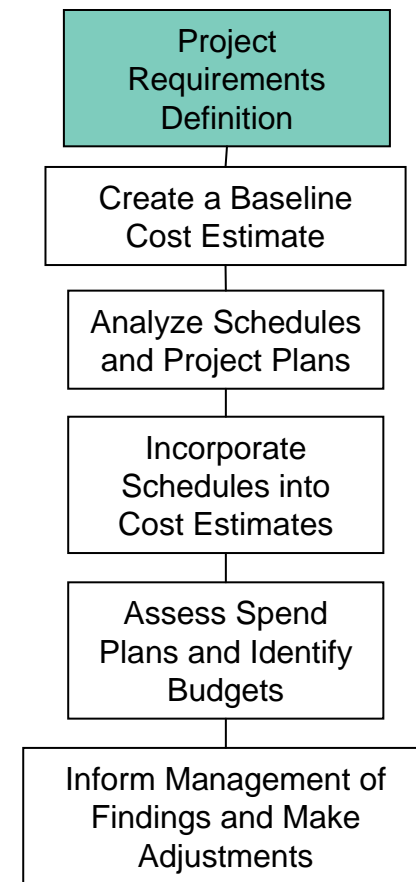 Project
Requirements
Definition
Create a Baseline
Cost Estimate
Analyze Schedules
and Project Plans
Incorporate
Schedules into
Cost Estimates
Assess Spend
Plans and Identify
Budgets
Inform Management of
Findings and Make
Adjustments